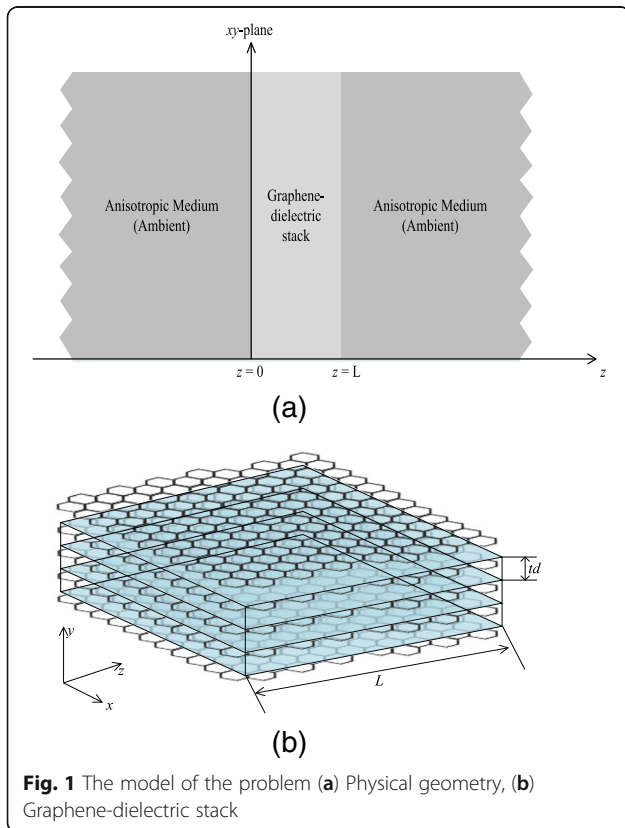 xy-plane
Anisotropic Medium
(Ambient)
Graphene-
dielectric
stack
Anisotropic Medium
(Ambient)
z = 0
z = L
z
(a)
td
y
z
x
L
(b)
Fig. 1 The model of the problem (a) Physical geometry, (b)
Graphene-dielectric stack